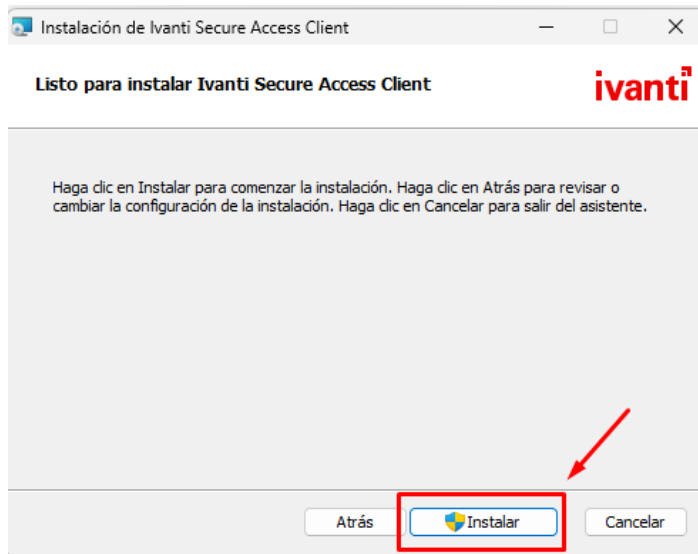 Instalación de Ivanti Secure Access Client
Listo para instalar Ivanti Secure Access Client
ivanti
Haga clic en Instalar para comenzar la instalación. Haga clic en Atrás para revisar o
cambiar la configuración de la instalación. Haga clic en Cancelar para salir del asistente.
Atrás
Instalar
Cancelar